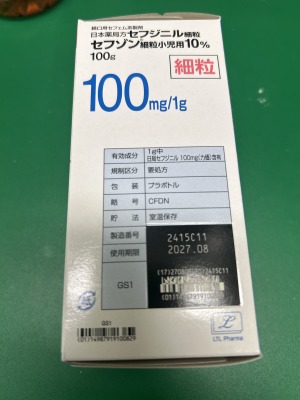 経口用セフェム系製剤
日本薬局方 セフジニル細粒
セフゾン細粒小児用10%
100g
細粒
100mg/1g
有効成分 1g中 日局セフジニル 100mg(力価)含有
規制区分 要処方
包装 プラボトル
略号 CFDN
貯法 室温保存
製造番号 2415C11
使用期限 2027.08
GS1
GS1
(01)14987919100829
LTL Pharma